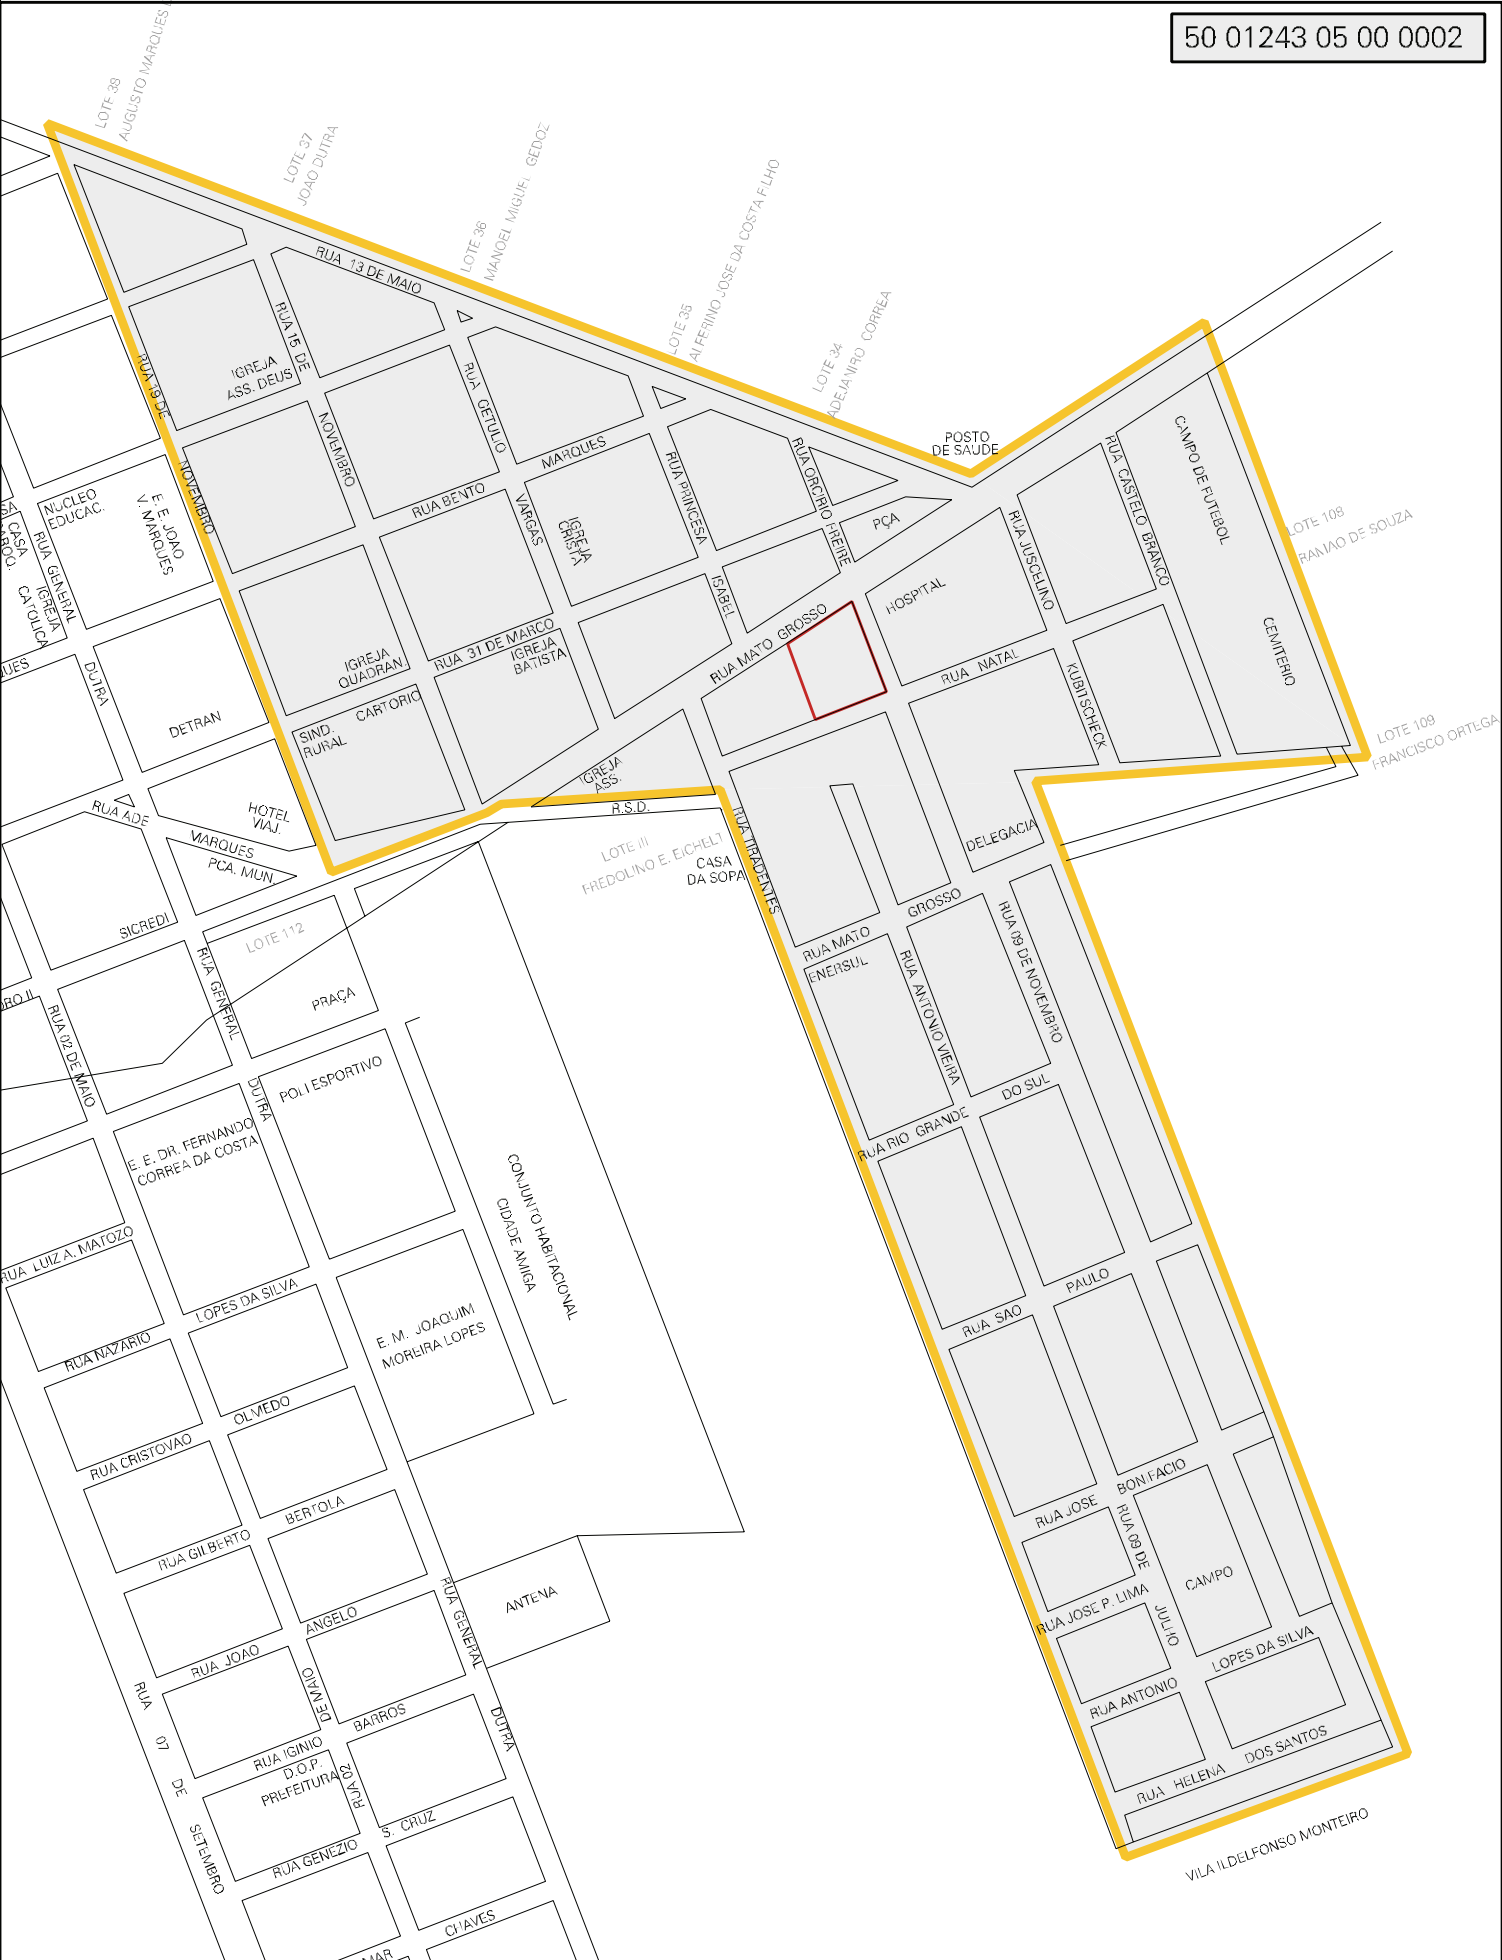 50 01243 05 00 0002
LOTE 38
AUGUSTO MARQUES
LOTE 37
JOAO DUTRA
LOTE 36
MANOEL MIGUEL GEDOZ
LOTE 35
ALFERINO JOSE DA COSTA FILHO
LOTE 34
ADEJANIRO CORREA
RUA 13 DE MAIO
RUA 15 DE
NOVEMBRO
IGREJA
ASS. DEUS
RUA 19 DE
NOVEMBRO
RUA GETULIO
VARGAS
MARQUES
RUA BENTO
RUA PRINCESA
ISABEL
RUA ORCIRIO FREIRE
POSTO
DE SAUDE
PÇA
IGREJA
CRISTA
RUA CASTELO BRANCO
CAMPO DE FUTEBOL
LOTE 108
RAMAO DE SOUZA
RUA JUSCELINO
KUBITSCHECK
HOSPITAL
CEMITERIO
NUCLEO
EDUCAC.
E. E. JOAO
V. MARQUES
CASA
RUA GENERAL
DUTRA
IGREJA
CATOLICA
IGREJA
QUADRAN.
RUA 31 DE MARCO
IGREJA
BATISTA
RUA MATO GROSSO
RUA NATAL
CARTORIO
SIND.
RURAL
DETRAN
LOTE 109
FRANCISCO ORTEGA
IGREJA
ASS.
R.S.D.
RUA ADE
MARQUES
HOTEL
VIAJ.
PCA. MUN.
LOTE III
FREDOLINO E. EICHELT
CASA
DA SOPA
RUA TIRADENTES
DELEGACIA
SICREDI
LOTE 112
RUA GENERAL
DUTRA
PRAÇA
RUA MATO
GROSSO
ENERSUL
RUA ANTONIO VIEIRA
RUA 09 DE NOVEMBRO
RUA 02 DE MAIO
POLI ESPORTIVO
E. E. DR. FERNANDO
CORREA DA COSTA
RUA RIO GRANDE
DO SUL
CONJUNTO HABITACIONAL
CIDADE AMIGA
RUA LUIZ A. MATOZO
LOPES DA SILVA
RUA NAZARIO
E. M. JOAQUIM
MOREIRA LOPES
RUA SAO
PAULO
OLMEDO
RUA CRISTOVAO
BERTOLA
RUA GILBERTO
RUA JOSE
BONIFACIO
RUA 09 DE
JULHO
CAMPO
ANTENA
RUA GENERAL
DUTRA
ANGELO
RUA JOAO
RUA JOSE P. LIMA
LOPES DA SILVA
RUA ANTONIO
DE MAIO
RUA 02
BARROS
RUA IGINIO
D.O.P.
PREFEITURA
RUA 07 DE SETEMBRO
RUA HELENA
DOS SANTOS
S. CRUZ
RUA GENEZIO
VILA ILDELFONSO MONTEIRO
CHAVES